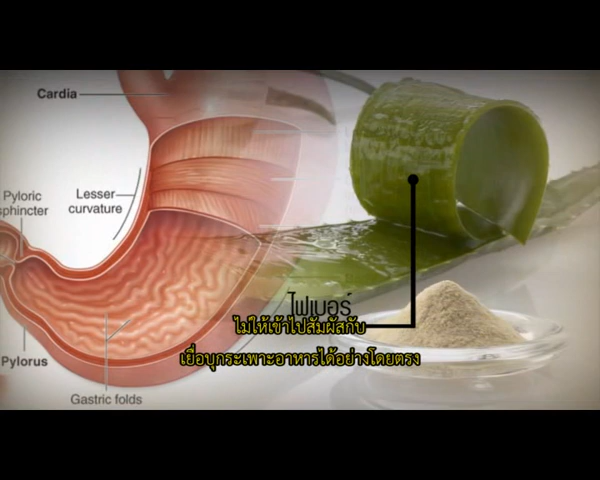 Cardia
Pyloric
sphincter
Lesser
curvature
ไฟเบอร์
ไม่ให้เข้าไปสัมผัสกับ
เยื่อบุกระเพาะอาหารได้อย่างโดยตรง
Pylorus
Gastric folds